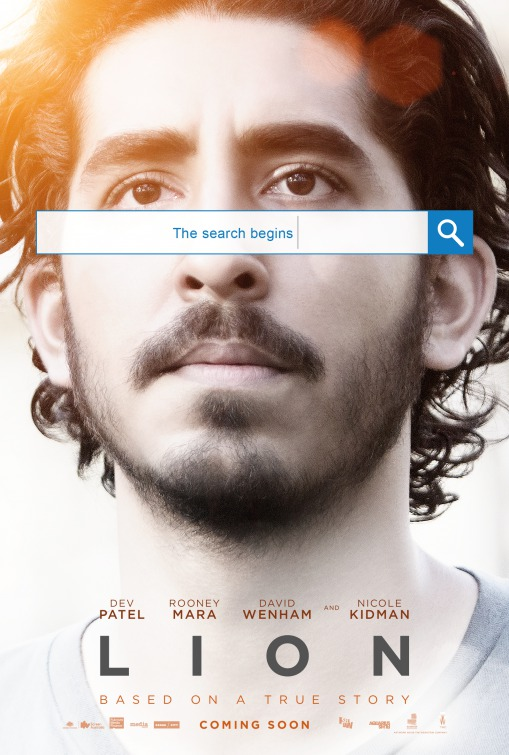 The search begins
DEV PATEL ROONEY MARA DAVID WENHAM AND NICOLE KIDMAN
LION
BASED ON A TRUE STORY
COMING SOON